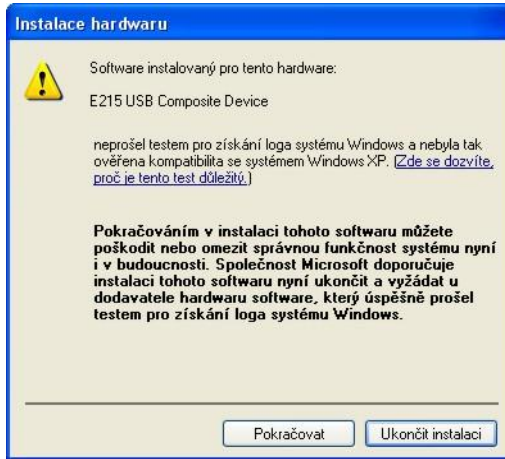 Instalace hardwaru
Software instalovaný pro tento hardware:
E215 USB Composite Device
neprošel testem pro získání loga systému Windows a nebyla tak
ověřena kompatibilita se systémem Windows XP. (Zde se dozvíte,
proč je tento test důležitý.)
Pokračováním v instalaci tohoto softwaru můžete
poškodit nebo omezit správnou funkčnost systému nyní
i v budoucnosti. Společnost Microsoft doporučuje
instalaci tohoto softwaru nyní ukončit a vyžádat u
dodavatele hardwaru software, který úspěšně prošel
testem pro získání loga systému Windows.
Pokračovat
Ukončit instalaci